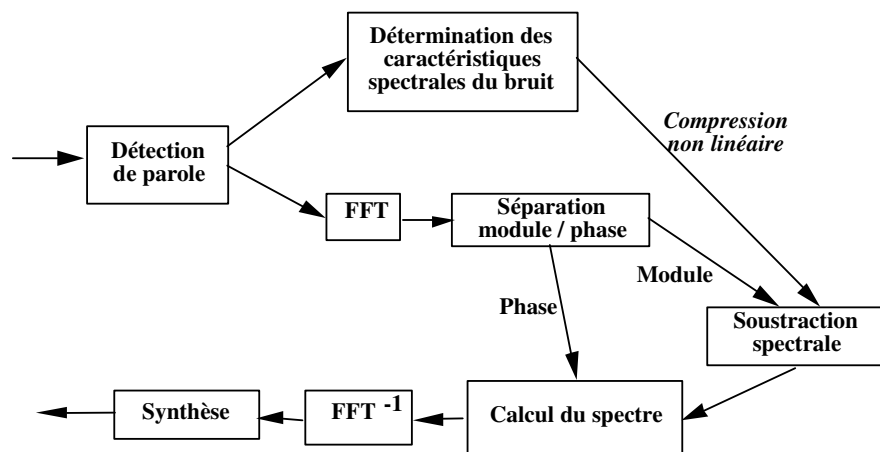 Détermination des
caractéristiques
spectrales du bruit
Compression
non linéaire
Détection
de parole
FFT
Séparation
module / phase
Module
Phase
Soustraction
spectrale
Synthèse
FFT -1
Calcul du spectre